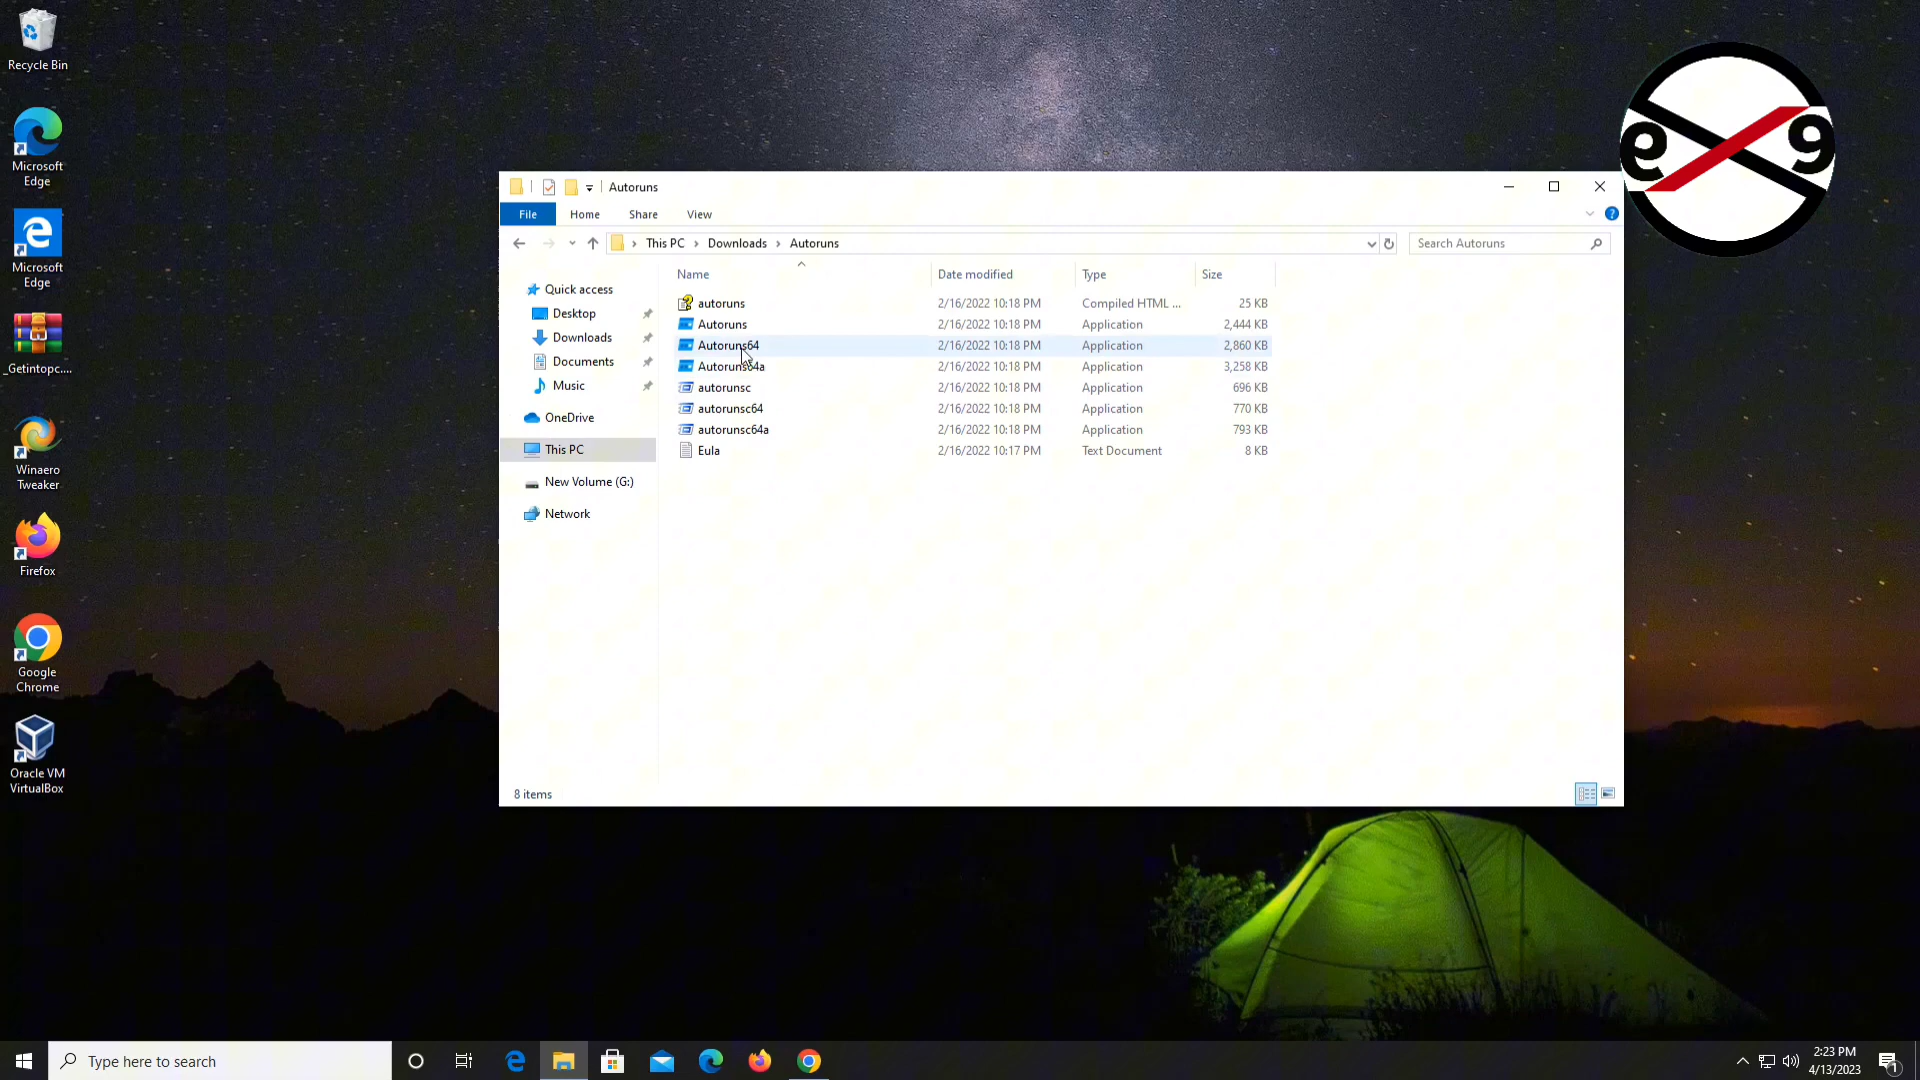 Recycle Bin
Microsoft
Edge
Microsoft
Edge
_Getintopc....
Winaero
Tweaker
Firefox
Google
Chrome
Oracle VM
VirtualBox
e 9
Autoruns
File Home Share View
This PC Downloads Autoruns
Search Autoruns
Quick access
Desktop
Downloads
Documents
Music
OneDrive
This PC
New Volume (G:)
Network
Name Date modified Type Size
autoruns 2/16/2022 10:18 PM Compiled HTML ... 25 KB
Autoruns 2/16/2022 10:18 PM Application 2,444 KB
Autoruns64 2/16/2022 10:18 PM Application 2,860 KB
Autoruns64a 2/16/2022 10:18 PM Application 3,258 KB
autorunsc 2/16/2022 10:18 PM Application 696 KB
autorunsc64 2/16/2022 10:18 PM Application 770 KB
autorunsc64a 2/16/2022 10:18 PM Application 793 KB
Eula 2/16/2022 10:17 PM Text Document 8 KB
8 items
Type here to search
2:23 PM
4/13/2023
1